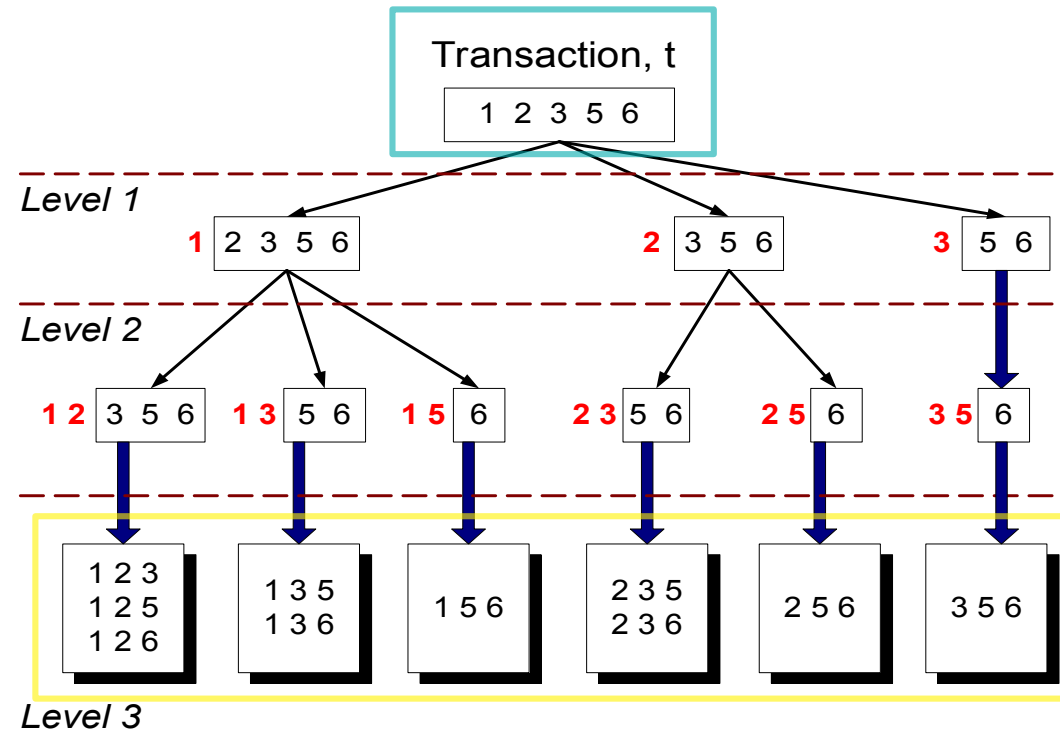 Transaction, t
1 2 3 5 6
Level 1
1 2 3 5 6
2 3 5 6
3 5 6
Level 2
1 2 3 5 6
1 3 5 6
1 5 6
2 3 5 6
2 5 6
3 5 6
1 2 3
1 2 5
1 2 6
1 3 5
1 3 6
1 5 6
2 3 5
2 3 6
2 5 6
3 5 6
Level 3